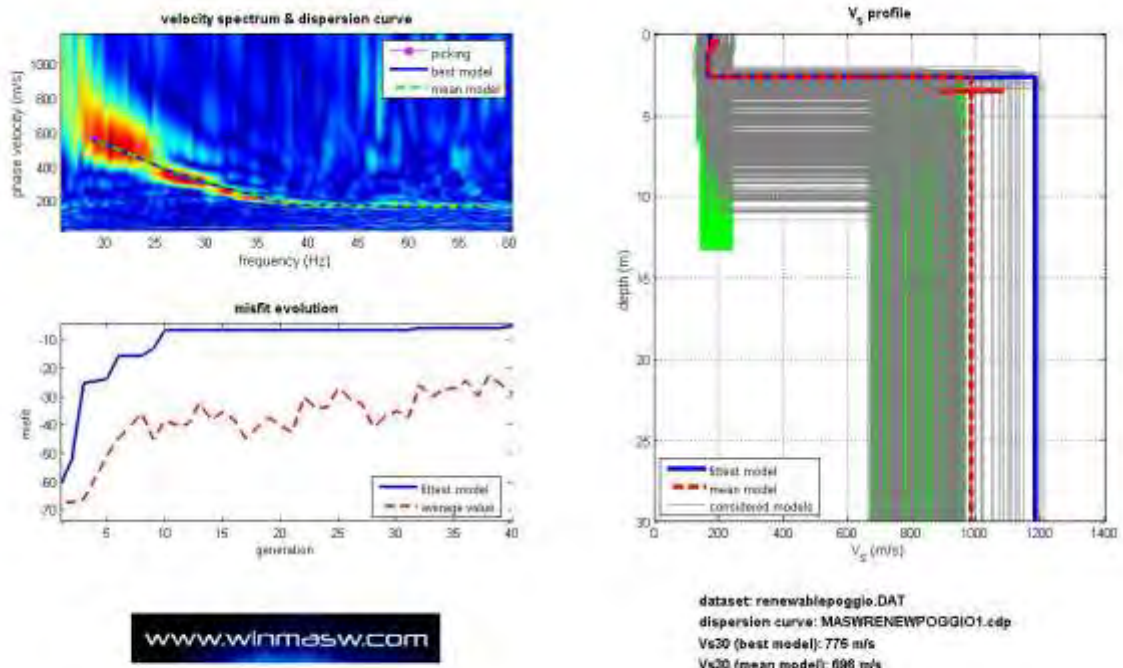 velocity spectrum & dispersion curve
phase velocity (m/s)
1000
800
600
400
200
picking
best model
mean model
20 25 30 35 40 45 50 55 60
frequency (Hz)
misfit evolution
misfit
-10
-20
-30
-40
-50
-60
-70
fittest model
average value
5 10 15 20 25 30 35 40
generation
www.winmasw.com
Vs profile
depth (m)
0
5
10
15
20
25
30
fittest model
mean model
considered models
0 200 400 600 800 1000 1200 1400
Vs (m/s)
dataset: renewablepoggio.DAT
dispersion curve: MASWRENEWPOGGIO1.cdp
Vs30 (best model): 776 m/s
Vs30 (mean model): 696 m/s